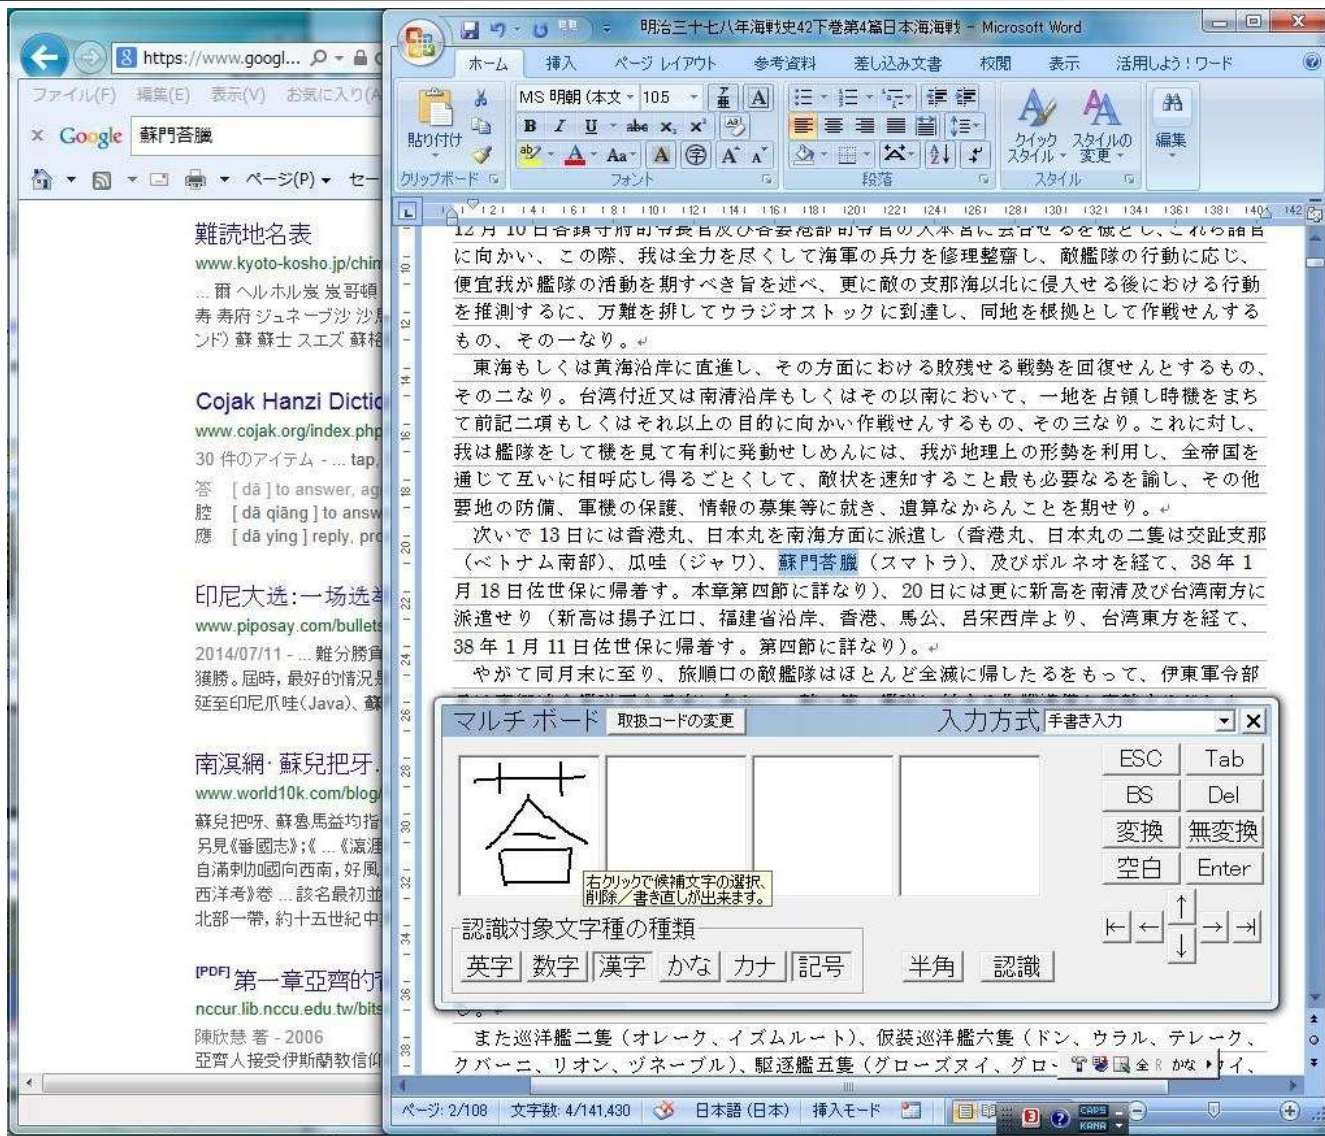 https://www.googl...
ファイル(F) 編集(E) 表示(V) お気に入り(A
× Google 蘇門荅臘
ページ(P) セー
難読地名表
www.kyoto-kosho.jp/chim
Cojak Hanzi Dictio
www.cojak.org/index.php
30 件のアイテム - ... tap,
答 [ dā ] to answer, ag
腔 [ dā qiāng ] to answ
應 [ dā ying ] reply, pro
印尼大选:一场选举
www.piposay.com/bullets
2014/07/11 - ... 難分勝負
獲勝。屆時, 最好的情況是
延至印尼爪哇(Java)、蘇
南溟網· 蘇兒把牙.
www.world10k.com/blog/
蘇兒把呀、蘇魯馬益均指
另見《番國志》;《 ... 《瀛涯
自滿剌加國向西南, 好風
西洋考》卷 ... 該名最初並
北部一帶, 約十五世紀中
[PDF] 第一章亞齊的
nccur.lib.nccu.edu.tw/bits
陳欣慧 著 - 2006
亞齊人接受伊斯蘭教信仰
明治三十七八年海戦史42下巻第4篇日本海海戦 - Microsoft Word
ホーム 挿入 ページ レイアウト 参考資料 差し込み文書 校閲 表示 活用しよう!ワード
MS 明朝 (本文 10.5
貼り付け
クイック スタイル スタイルの 変更 編集
クリップボード フォント 段落 スタイル
に向かい、この際、我は全力を尽くして海軍の兵力を修理整齋し、敵艦隊の行動に応じ、
便宜我が艦隊の活動を期すべき旨を述べ、更に敵の支那海以北に侵入せる後における行動
を推測するに、万難を排してウラジオストックに到達し、同地を根拠として作戦せんする
もの、その一なり。
東海もしくは黄海沿岸に直進し、その方面における敗残せる戦勢を回復せんとするもの、
その二なり。台湾付近又は南清沿岸もしくはその以南において、一地を占領し時機をまち
て前記二項もしくはそれ以上の目的に向かい作戦せんするもの、その三なり。これに対し、
我は艦隊をして機を見て有利に発動せしめんには、我が地理上の形勢を利用し、全帝国を
通じて互いに相呼応し得るごとくして、敵状を速知すること最も必要なるを諭し、その他
要地の防備、軍機の保護、情報の募集等に就き、遺算なからんことを期せり。
次いで 13 日には香港丸、日本丸を南海方面に派遣し(香港丸、日本丸の二隻は交趾支那
(ベトナム南部)、瓜哇(ジャワ)、蘇門荅臘(スマトラ)、及びボルネオを経て、38 年 1
月 18 日佐世保に帰着す。本章第四節に詳なり)、20 日には更に新高を南清及び台湾南方に
派遣せり(新高は揚子江口、福建省沿岸、香港、馬公、呂宋西岸より、台湾東方を経て、
38 年 1 月 11 日佐世保に帰着す。第四節に詳なり)。
やがて同月末に至り、旅順口の敵艦隊はほとんど全滅に帰したるをもって、伊東軍令部
マルチ ボード 取扱コードの変更 入力方式 手書き入力
荅
右クリックで候補文字の選択、
削除/書き直しが出来ます。
ESC Tab
BS Del
変換 無変換
空白 Enter
認識対象文字種の種類
英字 数字 漢字 かな カナ 記号 半角 認識
また巡洋艦二隻(オレーク、イズムルート)、仮装巡洋艦六隻(ドン、ウラル、テレーク、
クバーニ、リオン、ヅネーブル)、駆逐艦五隻(グローズヌイ、グロ
全 R かな
ページ: 2/108 文字数: 4/141,430 日本語 (日本) 挿入モード
CAPS
KANA